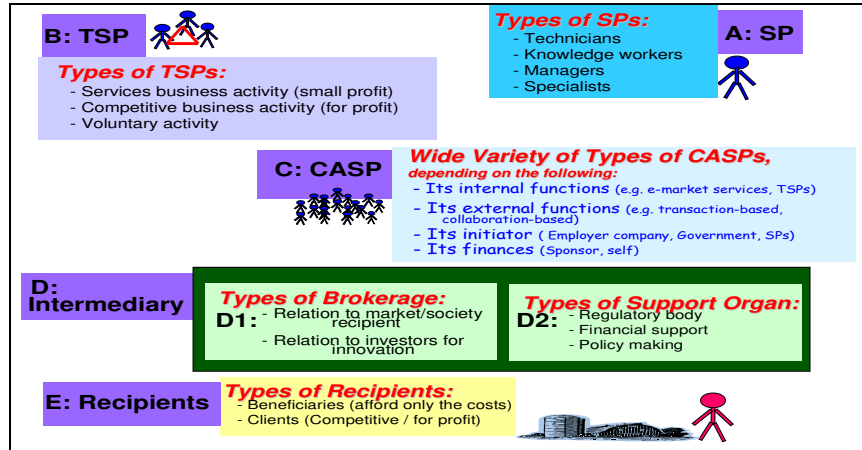 B: TSP
Types of TSPs:
- Services business activity (small profit)
- Competitive business activity (for profit)
- Voluntary activity
Types of SPs:
- Technicians
- Knowledge workers
- Managers
- Specialists
A: SP
C: CASP
Wide Variety of Types of CASPs,
depending on the following:
- Its internal functions (e.g. e-market services, TSPs)
- Its external functions (e.g. transaction-based,
collaboration-based)
- Its initiator ( Employer company, Government, SPs)
- Its finances (Sponsor, self)
D:
Intermediary
Types of Brokerage:
D1: - Relation to market/society
recipient
- Relation to investors for
innovation
Types of Support Organ:
D2: - Regulatory body
- Financial support
- Policy making
E: Recipients
Types of Recipients:
- Beneficiaries (afford only the costs)
- Clients (Competitive / for profit)